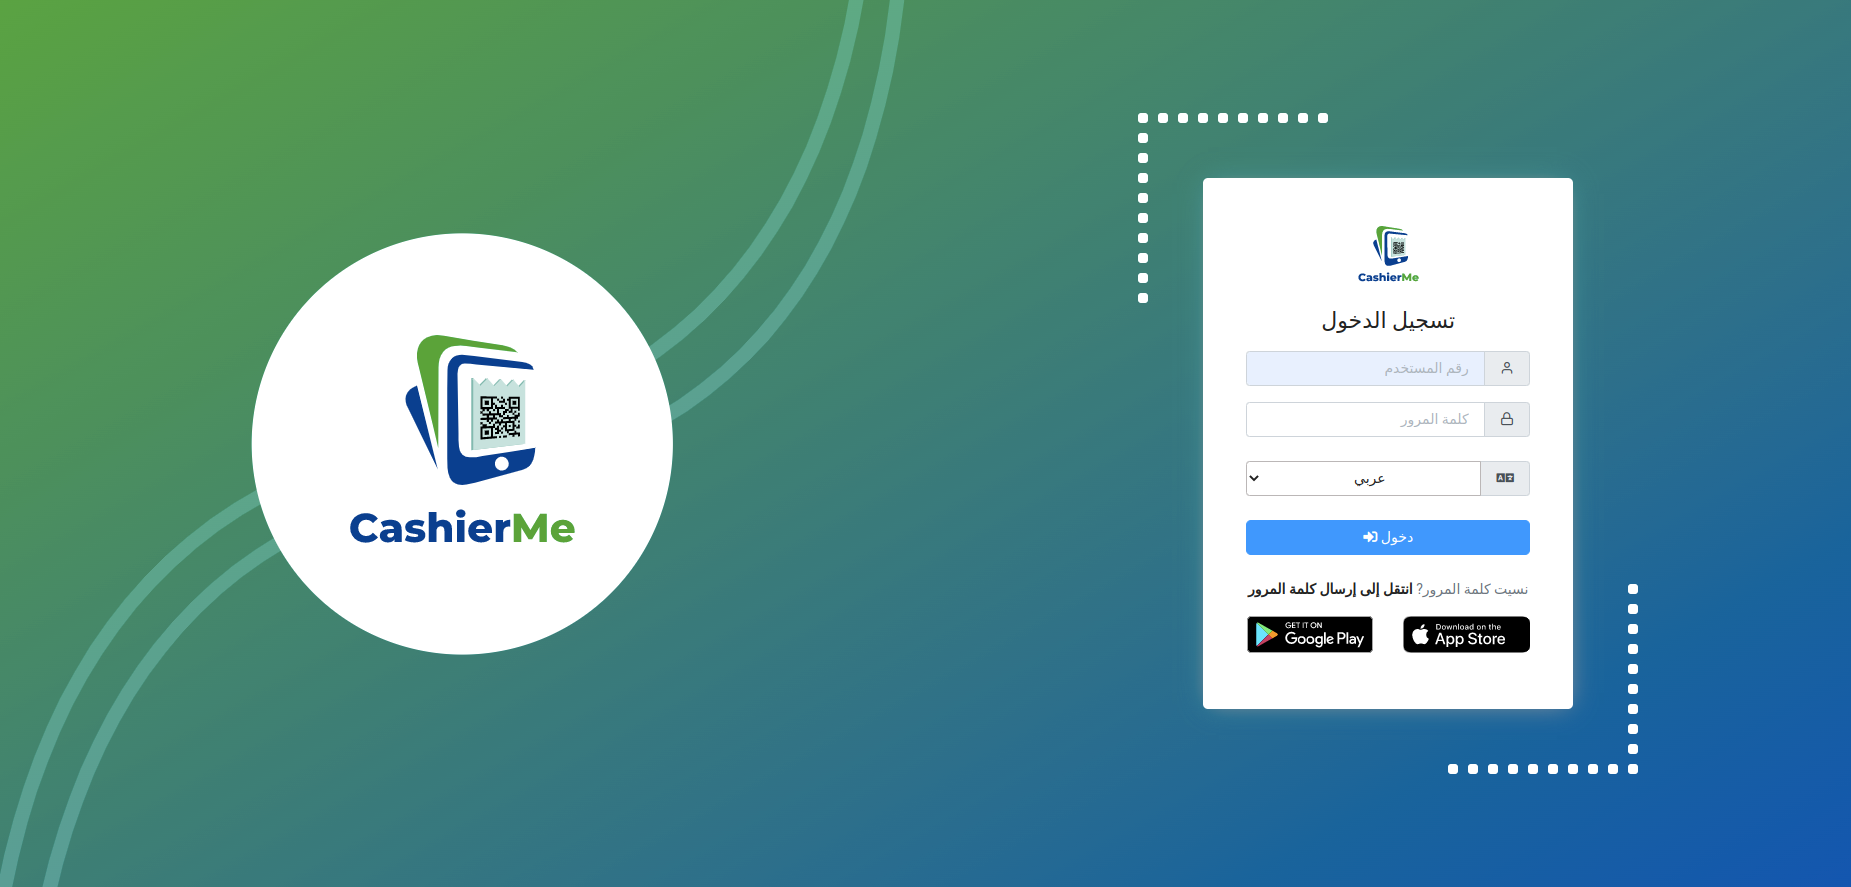 CashierMe
CashierMe
تسجيل الدخول
رقم المستخدم
كلمة المرور
عربي
دخول
نسيت كلمة المرور? انتقل إلى إرسال كلمة المرور
GET IT ON
Google Play
Download on the
App Store